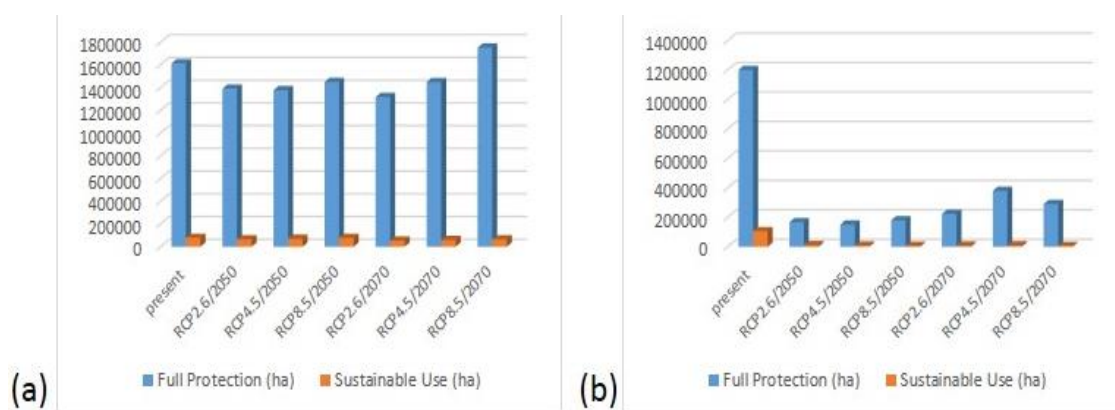 1800000
1600000
1400000
1200000
1000000
800000
600000
400000
200000
0
present
RCP2.6/2050
RCP4.5/2050
RCP8.5/2050
RCP2.6/2070
RCP4.5/2070
RCP8.5/2070
Full Protection (ha) Sustainable Use (ha)
(a)
1400000
1200000
1000000
800000
600000
400000
200000
0
present
RCP2.6/2050
RCP4.5/2050
RCP8.5/2050
RCP2.6/2070
RCP4.5/2070
RCP8.5/2070
Full Protection (ha) Sustainable Use (ha)
(b)